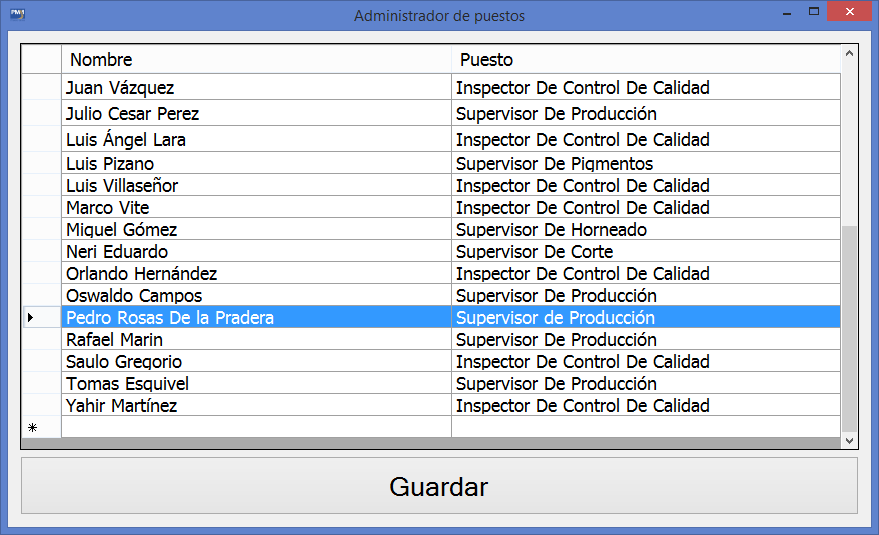 Administrador de puestos
Nombre Puesto
Juan Vázquez Inspector De Control De Calidad
Julio Cesar Perez Supervisor De Producción
Luis Ángel Lara Inspector De Control De Calidad
Luis Pizano Supervisor De Pigmentos
Luis Villaseñor Inspector De Control De Calidad
Marco Vite Inspector De Control De Calidad
Miguel Gómez Supervisor De Horneado
Neri Eduardo Supervisor De Corte
Orlando Hernández Inspector De Control De Calidad
Oswaldo Campos Supervisor De Producción
Pedro Rosas De la Pradera Supervisor de Producción
Rafael Marin Supervisor De Producción
Saulo Gregorio Inspector De Control De Calidad
Tomas Esquivel Supervisor De Producción
Yahir Martínez Inspector De Control De Calidad
Guardar